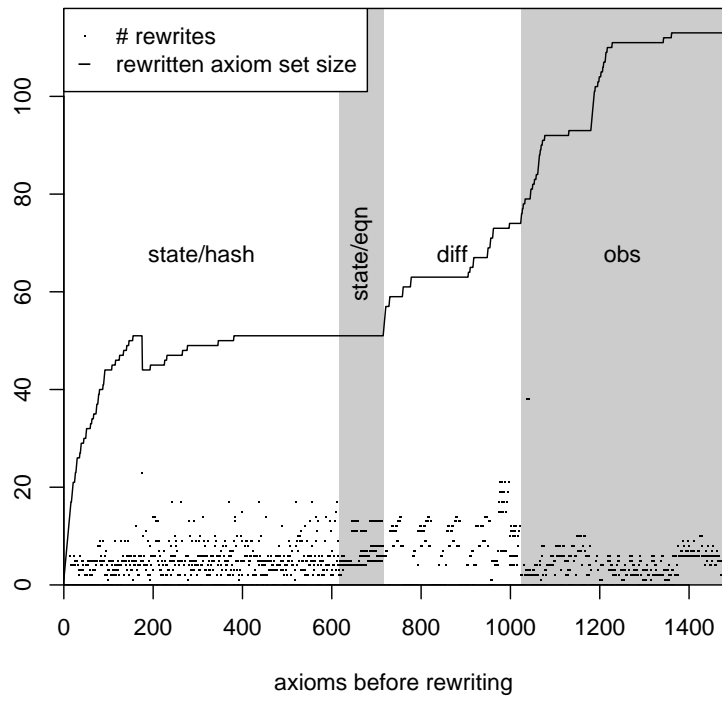 # rewrites
rewritten axiom set size
100
80
60
40
20
0
state/hash
state/eqn
diff
obs
0 200 400 600 800 1000 1200 1400
axioms before rewriting